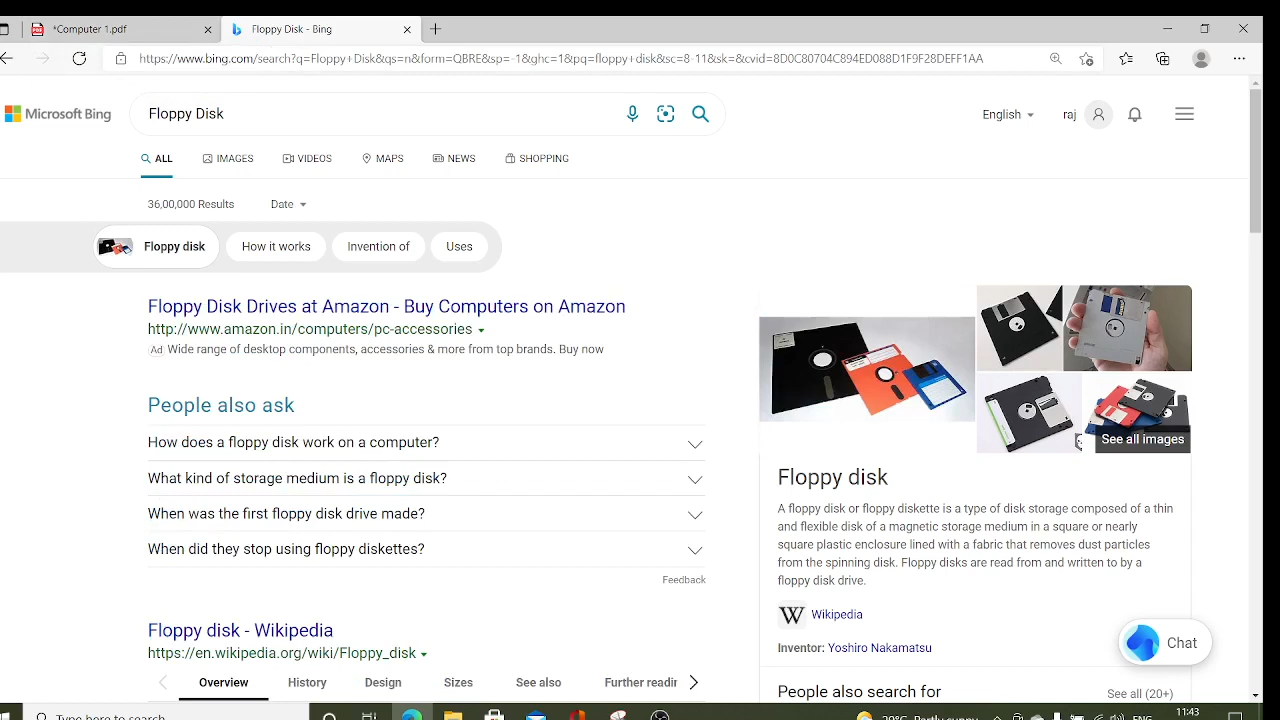 *Computer 1.pdf
Floppy Disk - Bing
https://www.bing.com/search?q=Floppy+Disk&qs=n&form=QBRE&sp=-1&ghc=1&pq=floppy+disk&sc=8-11&sk=&cvid=8D0C80704C894ED088D1F9F28DEFF1AA
Microsoft Bing
Floppy Disk
English
raj
ALL IMAGES VIDEOS MAPS NEWS SHOPPING
36,00,000 Results Date
Floppy disk How it works Invention of Uses
Floppy Disk Drives at Amazon - Buy Computers on Amazon
http://www.amazon.in/computers/pc-accessories
Ad Wide range of desktop components, accessories & more from top brands. Buy now
People also ask
How does a floppy disk work on a computer?
What kind of storage medium is a floppy disk?
When was the first floppy disk drive made?
When did they stop using floppy diskettes?
Feedback
Floppy disk - Wikipedia
https://en.wikipedia.org/wiki/Floppy_disk
Overview History Design Sizes See also Further readin
See all images
Floppy disk
A floppy disk or floppy diskette is a type of disk storage composed of a thin
and flexible disk of a magnetic storage medium in a square or nearly
square plastic enclosure lined with a fabric that removes dust particles
from the spinning disk. Floppy disks are read from and written to by a
floppy disk drive.
W Wikipedia
Inventor: Yoshiro Nakamatsu
Chat
People also search for See all (20+)
Type here to search
Partly sunny
ENG
11:43